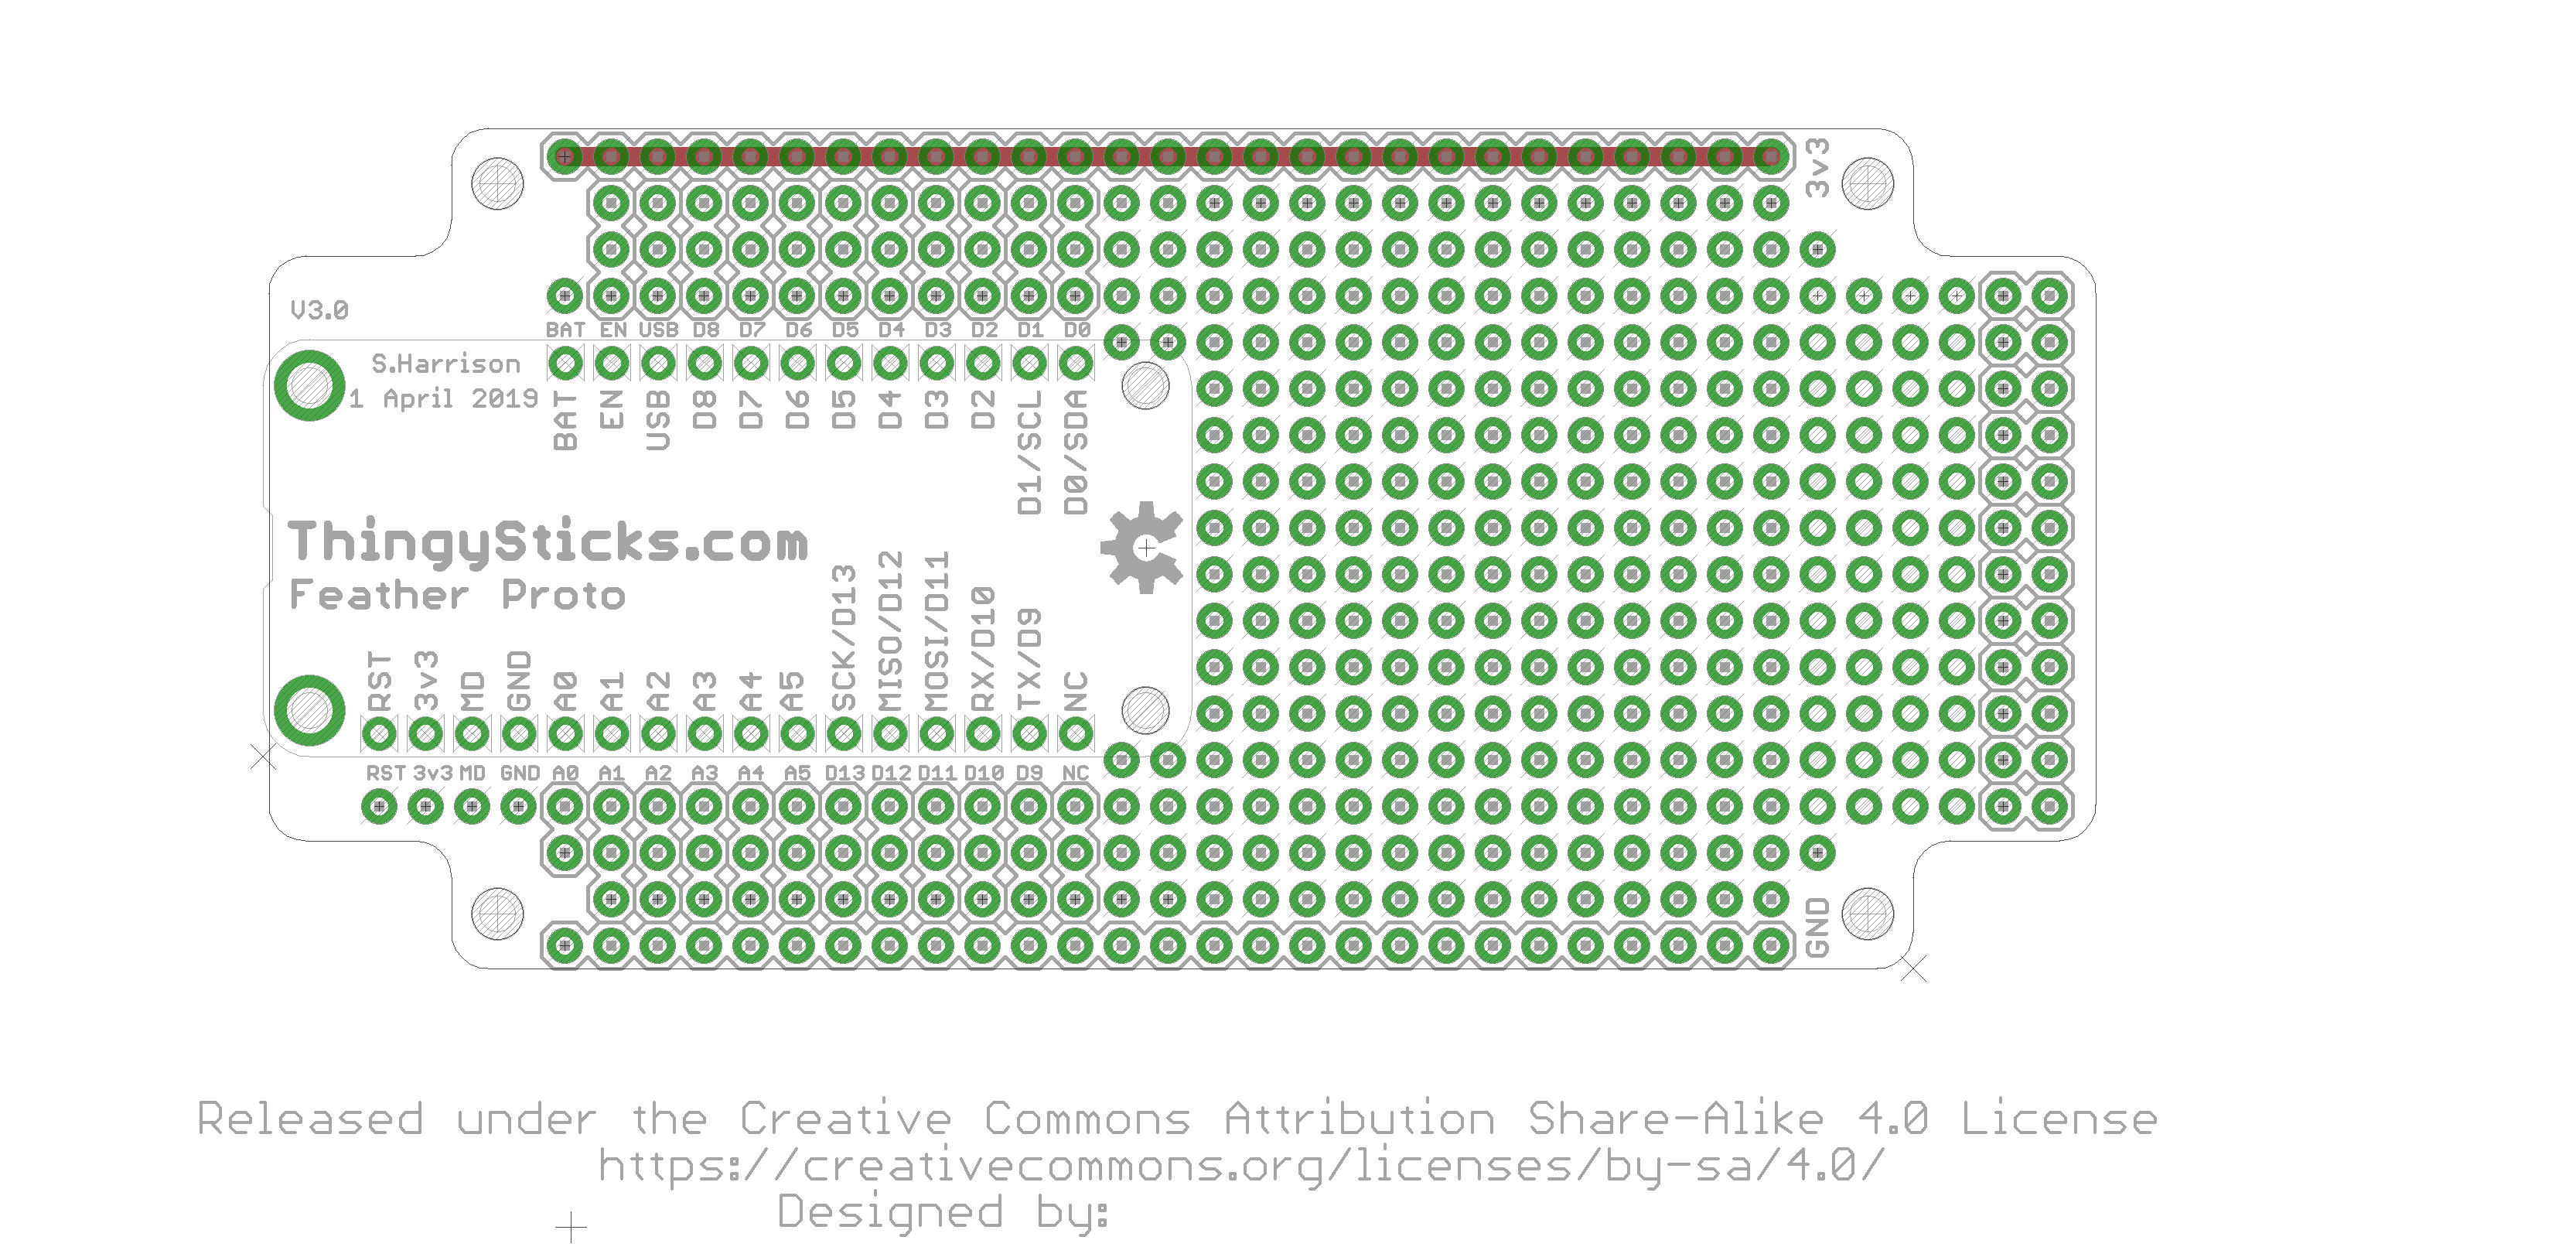 3v3
V3.0
BAT EN USB D8 D7 D6 D5 D4 D3 D2 D1 D0
S.Harrison
1 April 2019
BAT EN USB D8 D7 D6 D5 D4 D3 D2 D1/SCL D0/SDA
ThingySticks.com
Feather Proto
RST 3v3 MD GND A0 A1 A2 A3 A4 A5 SCK/D13 MISO/D12 MOSI/D11 RX/D10 TX/D9 NC
RST 3v3 MD GND A0 A1 A2 A3 A4 A5 D13 D12 D11 D10 D9 NC
GND
Released under the Creative Commons Attribution Share-Alike 4.0 License
https://creativecommons.org/licenses/by-sa/4.0/
Designed by: